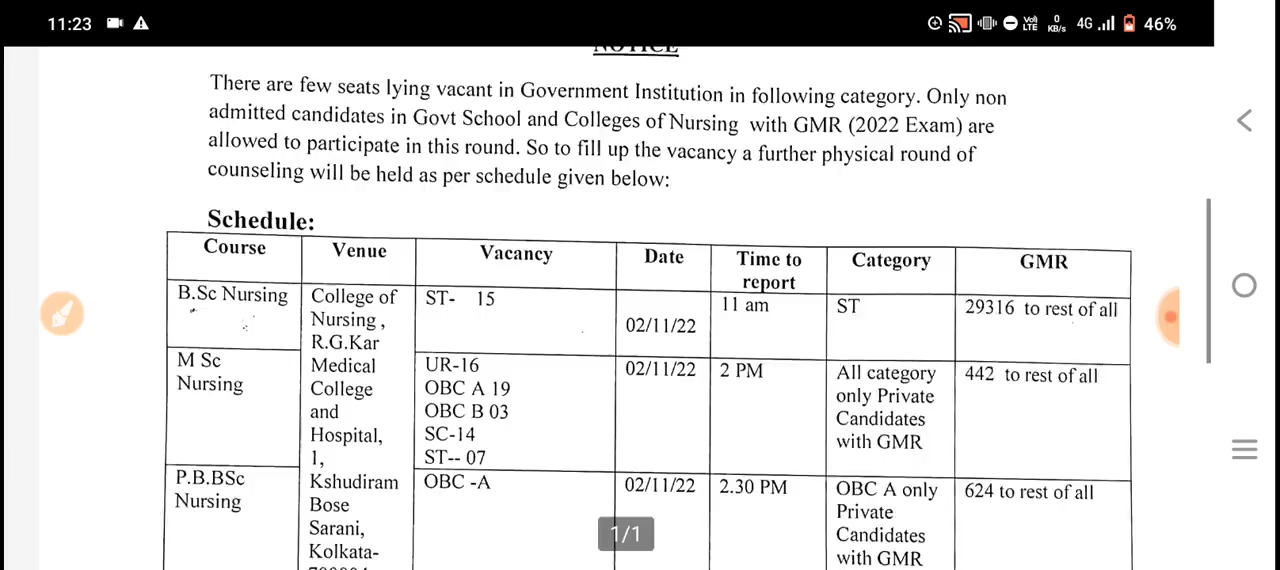 11:23
Vo)) LTE
0 KB/s
4G
46%
NOTICE
There are few seats lying vacant in Government Institution in following category. Only non
admitted candidates in Govt School and Colleges of Nursing with GMR (2022 Exam) are
allowed to participate in this round. So to fill up the vacancy a further physical round of
counseling will be held as per schedule given below:
Schedule:
Course Venue Vacancy Date Time to report Category GMR
B.Sc Nursing
College of
Nursing ,
R.G.Kar
Medical
College
and
Hospital,
1,
Kshudiram
Bose
Sarani,
Kolkata-
ST- 15
02/11/22
11 am
ST
29316 to rest of all
M Sc
Nursing
UR-16
OBC A 19
OBC B 03
SC-14
ST-- 07
02/11/22
2 PM
All category
only Private
Candidates
with GMR
442 to rest of all
P.B.BSc
Nursing
OBC -A
02/11/22
2.30 PM
OBC A only
Private
Candidates
with GMR
624 to rest of all
1/1